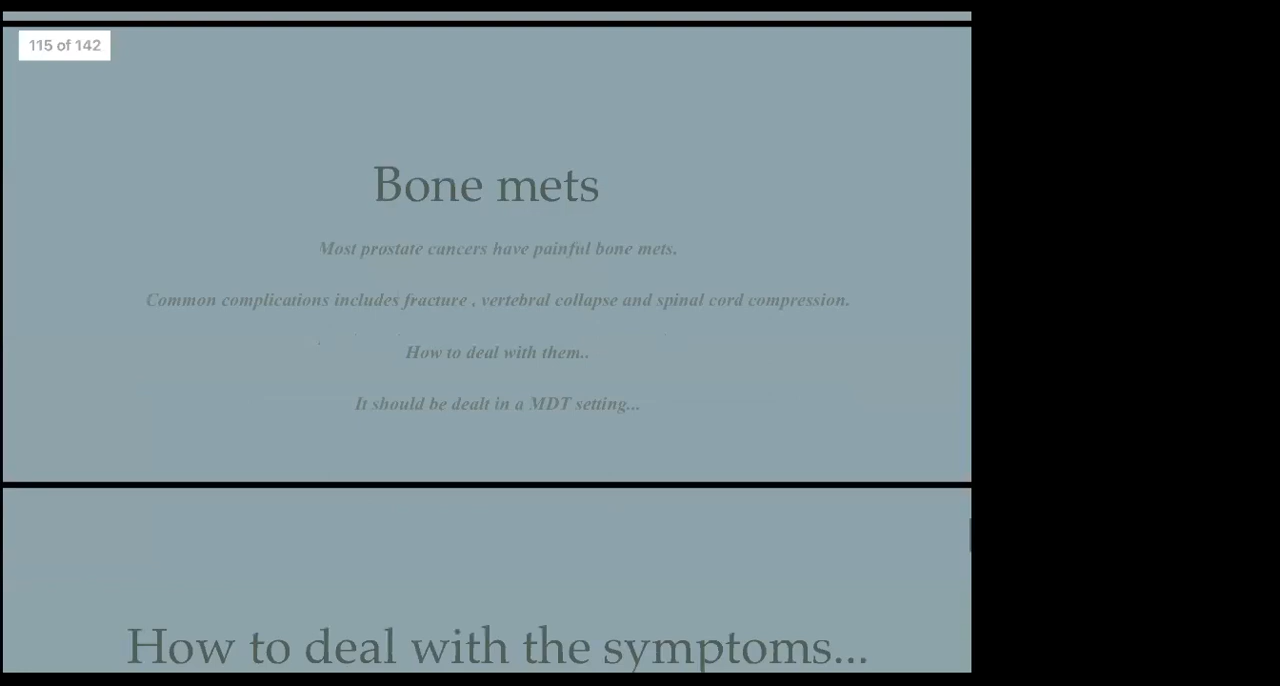 115 of 142
Bone mets
Most prostate cancers have painful bone mets.
Common complications includes fracture , vertebral collapse and spinal cord compression.
How to deal with them..
It should be dealt in a MDT setting...
How to deal with the symptoms...